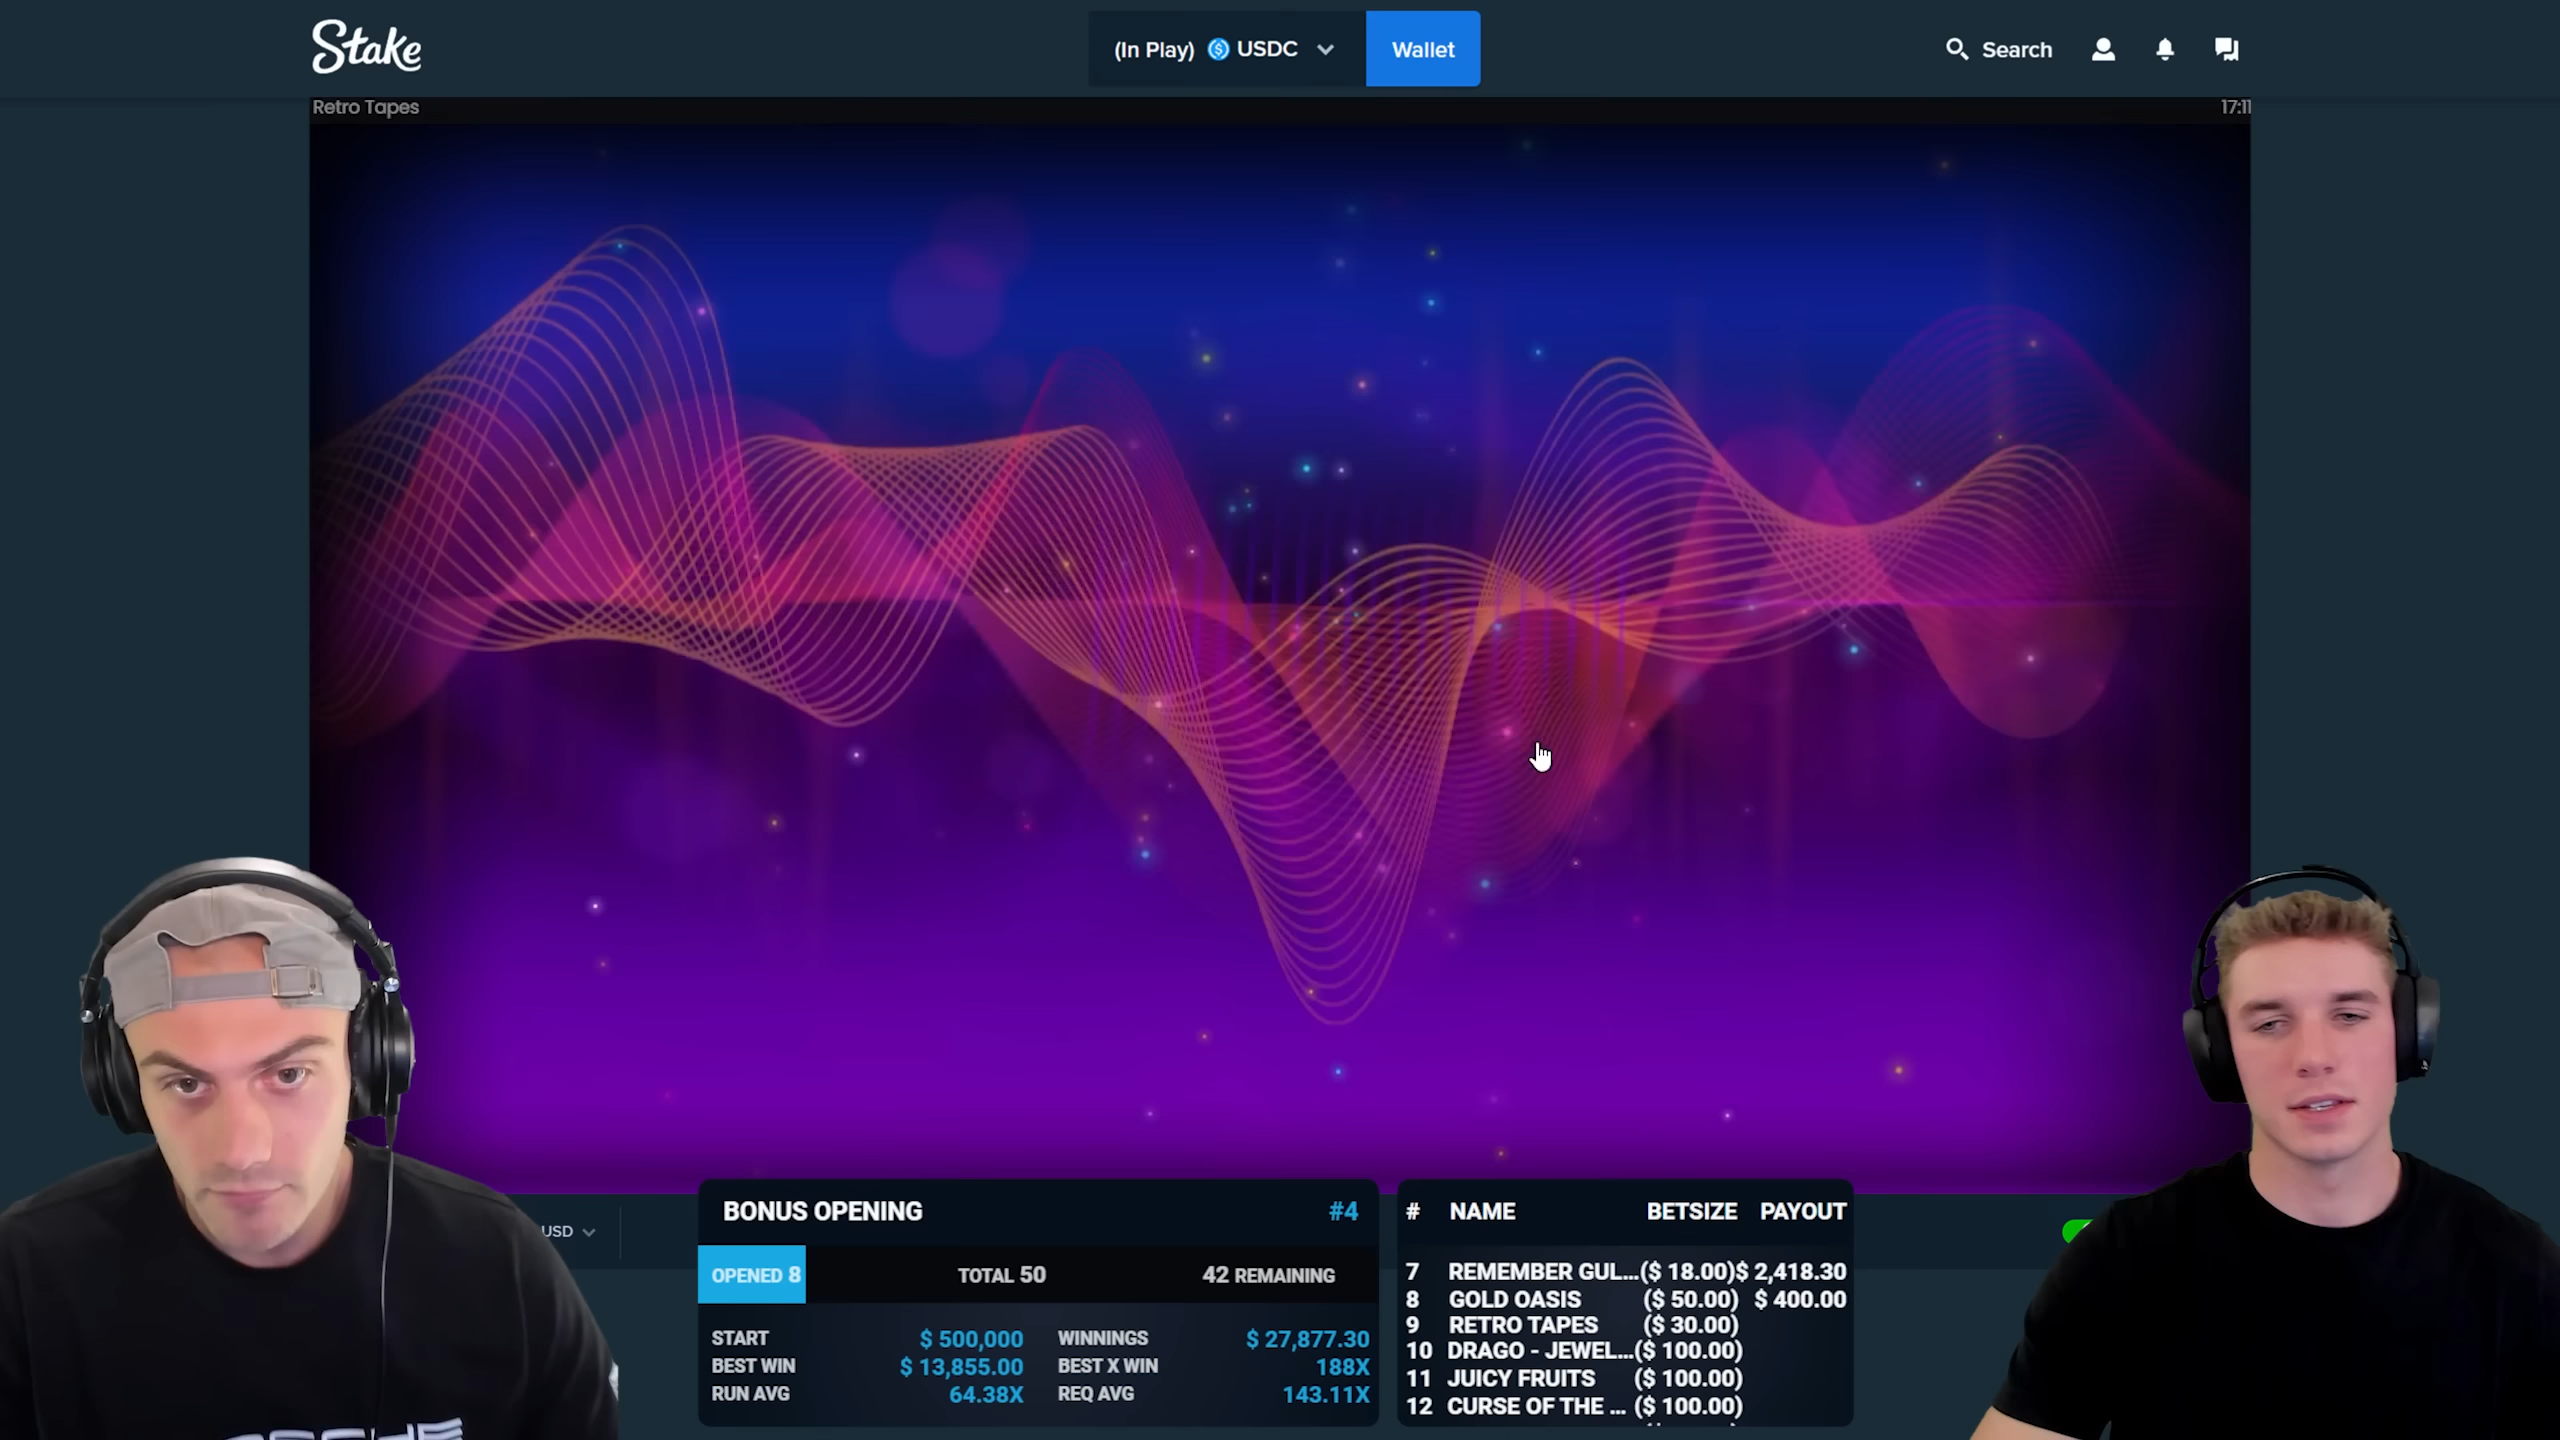 Stake
(In Play) USDC
Wallet
Search
Retro Tapes
17:11
USD
BONUS OPENING #4
OPENED 8
TOTAL 50
42 REMAINING
START $ 500,000 WINNINGS $ 27,877.30
BEST WIN $ 13,855.00 BEST X WIN 188X
RUN AVG 64.38X REQ AVG 143.11X
# NAME BETSIZE PAYOUT
7 REMEMBER GUL...($ 18.00)$ 2,418.30
8 GOLD OASIS ($ 50.00) $ 400.00
9 RETRO TAPES ($ 30.00)
10 DRAGO - JEWEL...($ 100.00)
11 JUICY FRUITS ($ 100.00)
12 CURSE OF THE ... ($ 100.00)